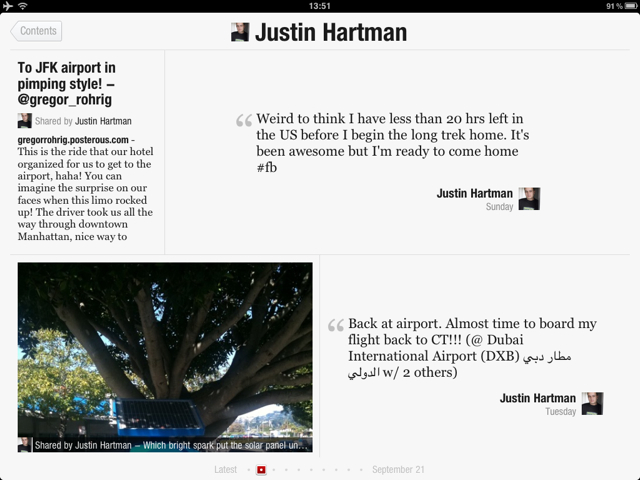 13:51
91 %
Contents
Justin Hartman
To JFK airport in
pimping style! –
@gregor_rohrig
Shared by Justin Hartman
gregorrohrig.posterous.com -
This is the ride that our hotel
organized for us to get to the
airport, haha! You can
imagine the surprise on our
faces when this limo rocked
up! The driver took us all the
way through downtown
Manhattan, nice way to
“ Weird to think I have less than 20 hrs left in
the US before I begin the long trek home. It's
been awesome but I'm ready to come home
#fb
Justin Hartman
Sunday
Shared by Justin Hartman – Which bright spark put the solar panel un...
“ Back at airport. Almost time to board my
flight back to CT!!! (@ Dubai
International Airport (DXB) مطار دبي
الدولي w/ 2 others)
Justin Hartman
Tuesday
Latest
September 21